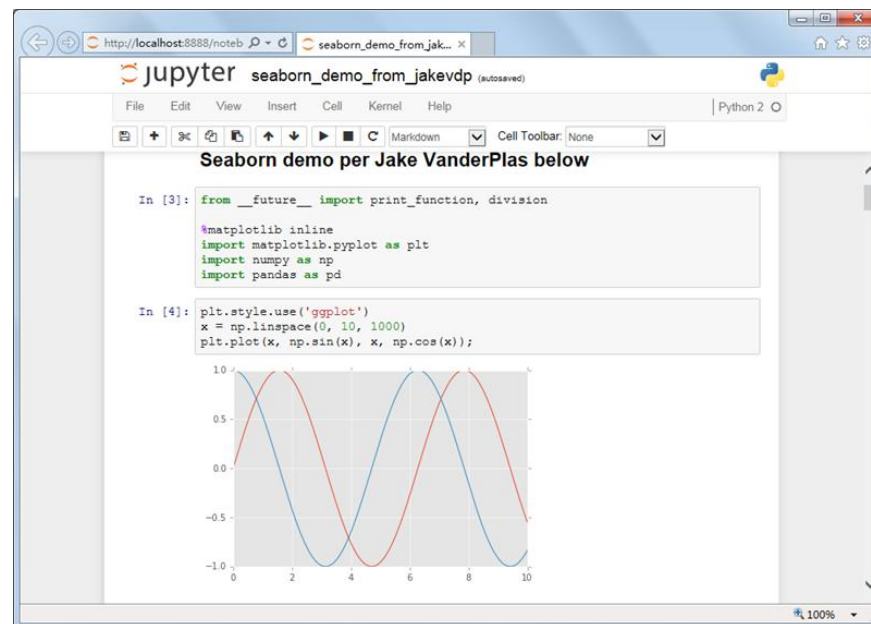 http://localhost:8888/noteb
seaborn_demo_from_jak...
jupyter seaborn_demo_from_jakevdp (autosaved)
File Edit View Insert Cell Kernel Help Python 2
Markdown Cell Toolbar: None
Seaborn demo per Jake VanderPlas below
In [3]: from __future__ import print_function, division
%matplotlib inline
import matplotlib.pyplot as plt
import numpy as np
import pandas as pd
In [4]: plt.style.use('ggplot')
x = np.linspace(0, 10, 1000)
plt.plot(x, np.sin(x), x, np.cos(x));
1.0
0.5
0.0
−0.5
−1.0
0 2 4 6 8 10
100%